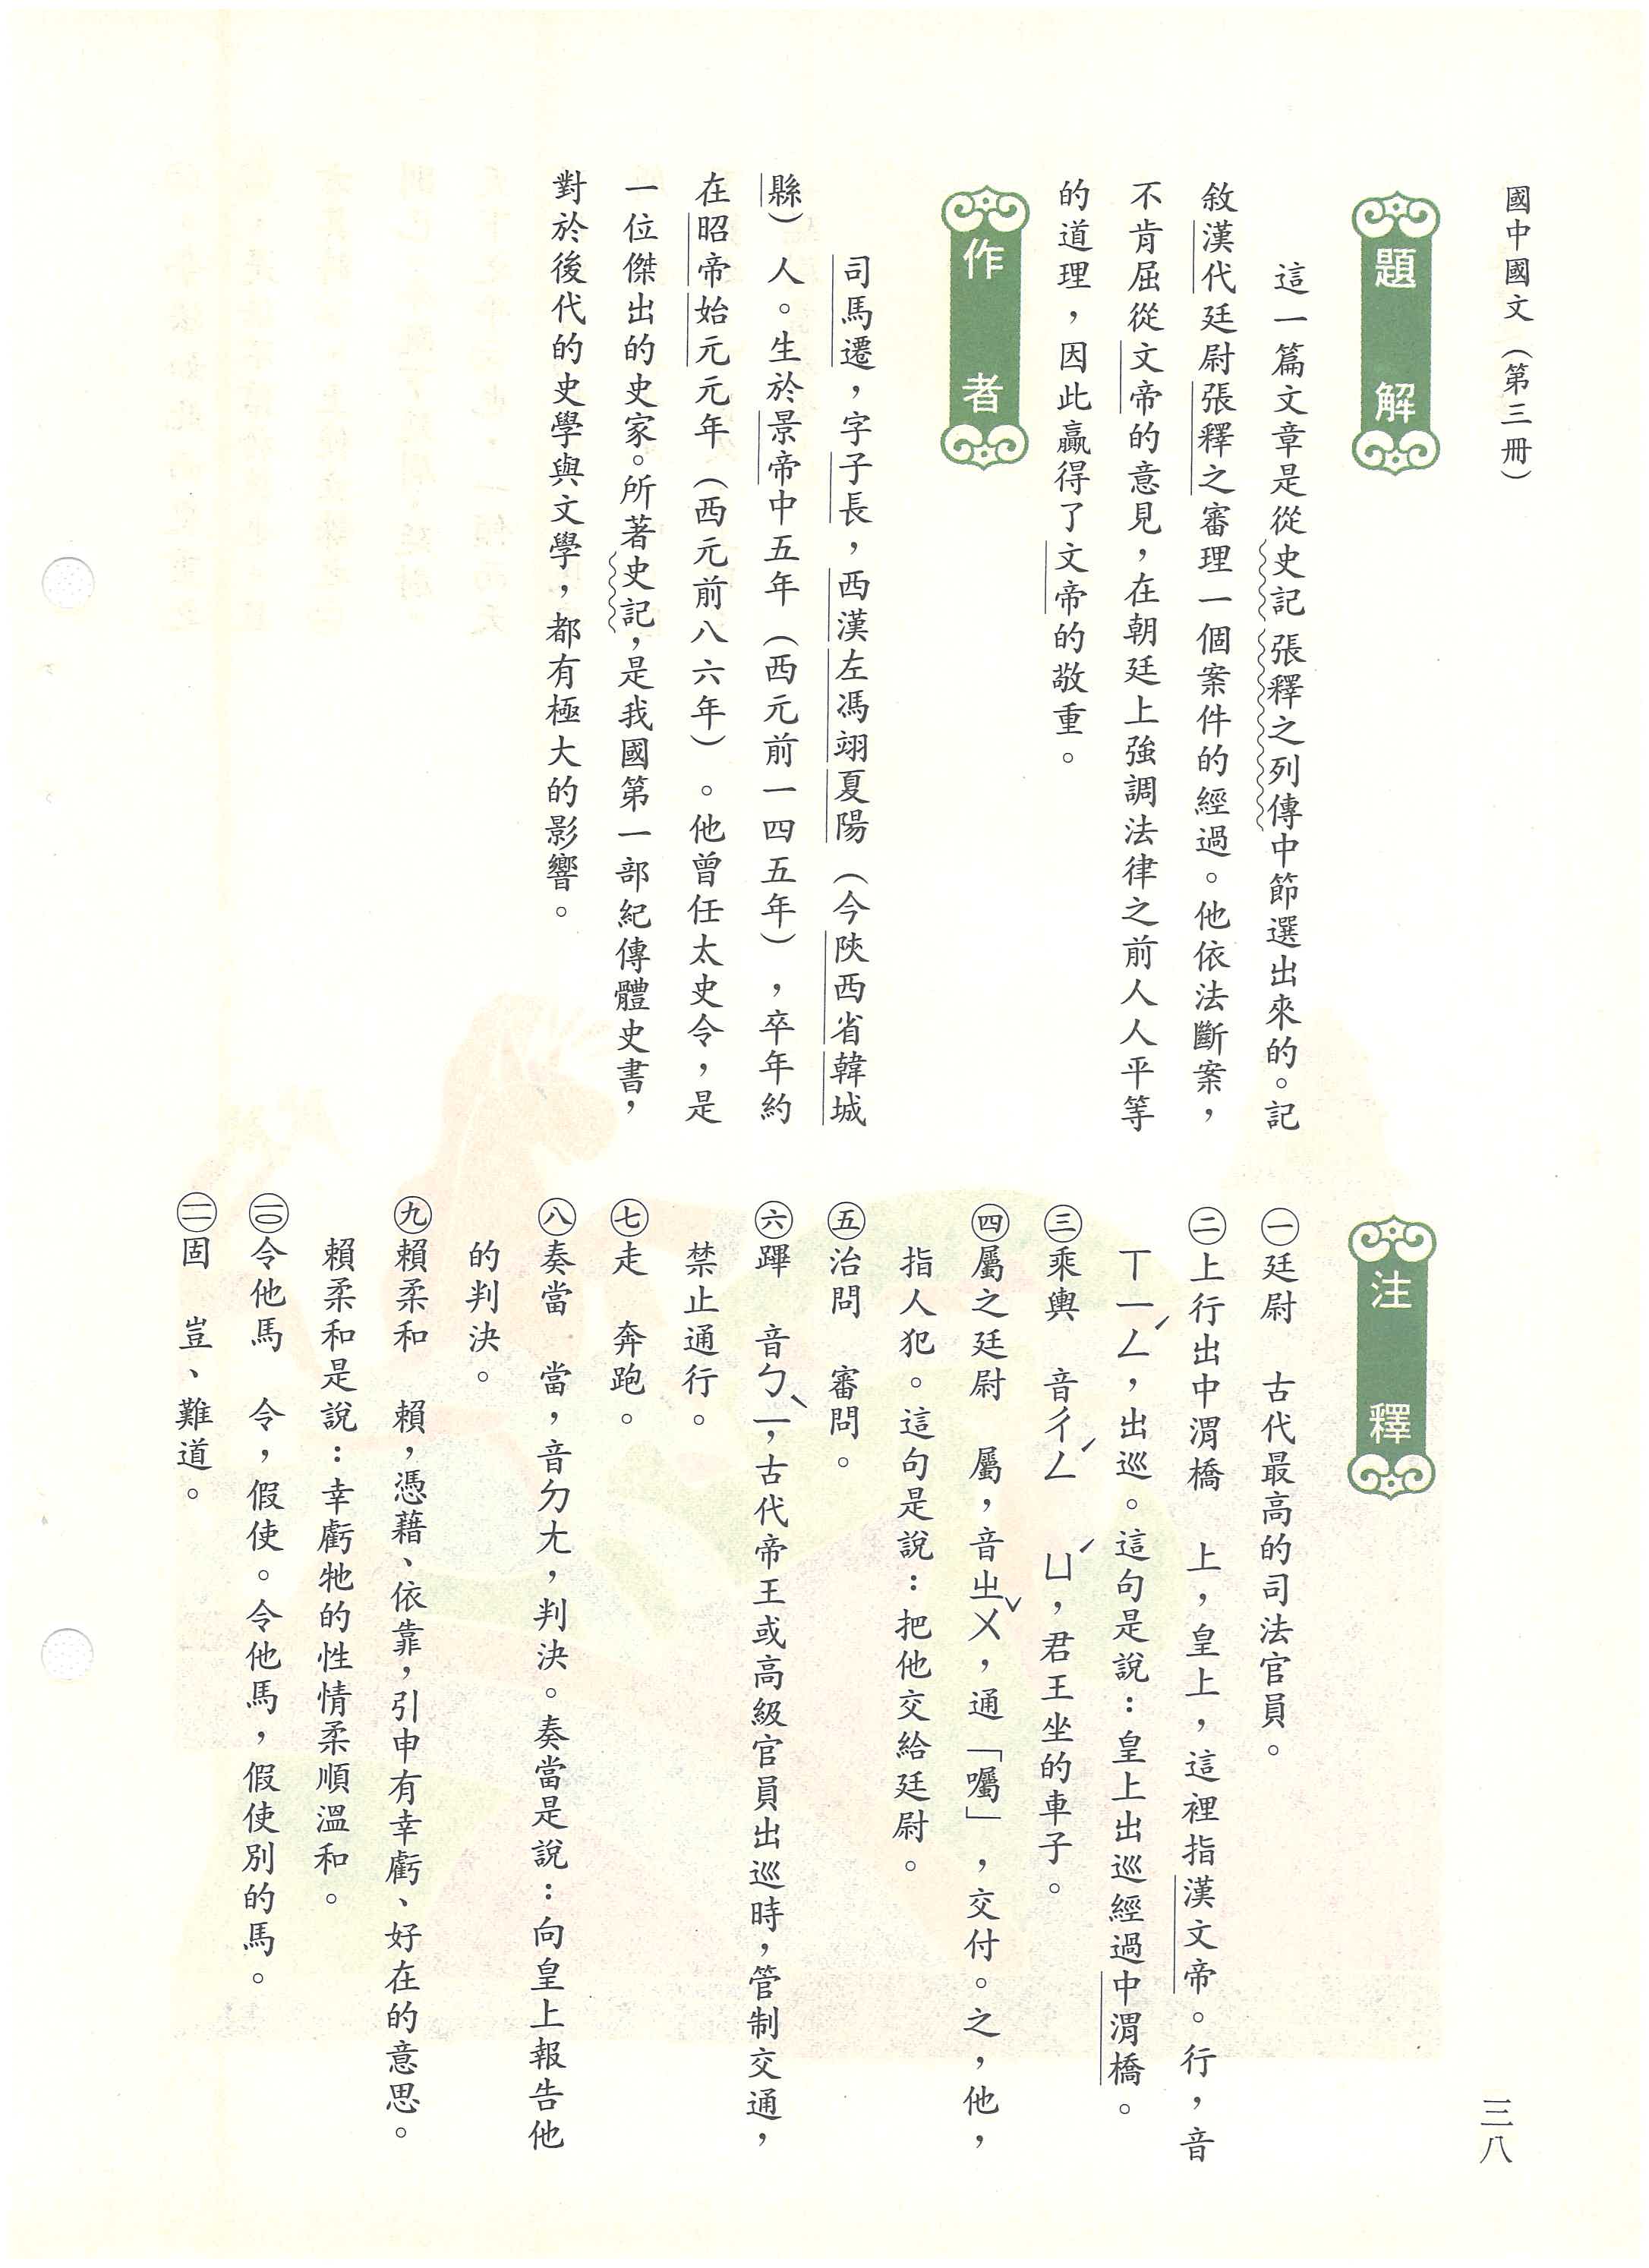 國中國文(第三冊)
題解
這一篇文章是從史記張釋之列傳中節選出來的。記
敘漢代廷尉張釋之審理一個案件的經過。他依法斷案，
不肯屈從文帝的意見，在朝廷上強調法律之前人人平等
的道理，因此贏得了文帝的敬重。
作者
司馬遷，字子長，西漢左馮翊夏陽(今陝西省韓城
縣)人。生於景帝中五年(西元前一四五年)，卒年約
在昭帝始元元年(西元前八六年)。他曾任太史令，是
一位傑出的史家。所著史記，是我國第一部紀傳體史書，
對於後代的史學與文學，都有極大的影響。
注釋
㊀廷尉　古代最高的司法官員。
㊁上行出中渭橋　上，皇上，這裡指漢文帝。行，音
ㄒㄧㄥˊ，出巡。這句是說：皇上出巡經過中渭橋。
㊂乘輿　音ㄔㄥˊ　ㄩˊ，君王坐的車子。
㊃屬之廷尉　屬，音ㄓㄨˇ，通「囑」，交付。之，他，
指人犯。這句是說：把他交給廷尉。
㊄治問　審問。
㊅蹕　音ㄅㄧˋ，古代帝王或高級官員出巡時，管制交通，
禁止通行。
㊆走　奔跑。
㊇奏當　當，音ㄉㄤ，判決。奏當是說：向皇上報告他
的判決。
㊈賴柔和　賴，憑藉、依靠，引申有幸虧、好在的意思。
賴柔和是說：幸虧牠的性情柔順溫和。
㊉令他馬　令，假使。令他馬，假使別的馬。
(一一)固　豈、難道。
三八